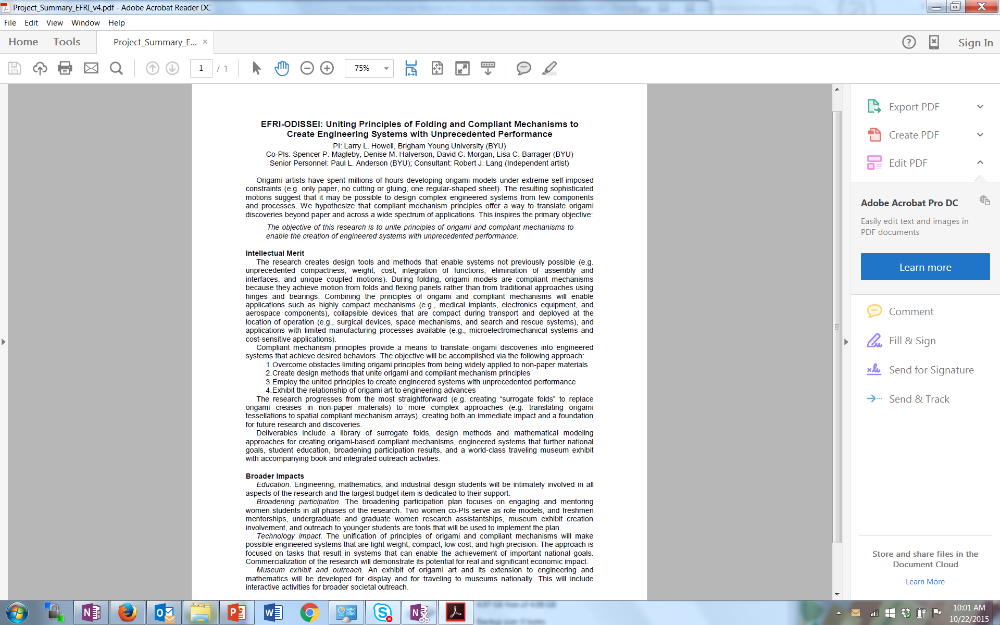 Project_Summary_EFRI_v4.pdf - Adobe Acrobat Reader DC
File Edit View Window Help
Home Tools Project_Summary_E... × Sign In
1 / 1 75%
EFRI-ODISSEI: Uniting Principles of Folding and Compliant Mechanisms to
Create Engineering Systems with Unprecedented Performance
PI: Larry L. Howell, Brigham Young University (BYU)
Co-PIs: Spencer P. Magleby, Denise M. Halverson, David C. Morgan, Lisa C. Barrager (BYU)
Senior Personnel: Paul L. Anderson (BYU); Consultant: Robert J. Lang (Independent artist)
Origami artists have spent millions of hours developing origami models under extreme self-imposed
constraints (e.g. only paper, no cutting or gluing, one regular-shaped sheet). The resulting sophisticated
motions suggest that it may be possible to design complex engineered systems from few components
and processes. We hypothesize that compliant mechanism principles offer a way to translate origami
discoveries beyond paper and across a wide spectrum of applications. This inspires the primary objective:
The objective of this research is to unite principles of origami and compliant mechanisms to
enable the creation of engineered systems with unprecedented performance.
Intellectual Merit
The research creates design tools and methods that enable systems not previously possible (e.g.
unprecedented compactness, weight, cost, integration of functions, elimination of assembly and
interfaces, and unique coupled motions). During folding, origami models are compliant mechanisms
because they achieve motion from folds and flexing panels rather than from traditional approaches using
hinges and bearings. Combining the principles of origami and compliant mechanisms will enable
applications such as highly compact mechanisms (e.g., medical implants, electronics equipment, and
aerospace components), collapsible devices that are compact during transport and deployed at the
location of operation (e.g., surgical devices, space mechanisms, and search and rescue systems), and
applications with limited manufacturing processes available (e.g., microelectromechanical systems and
cost-sensitive applications).
Compliant mechanism principles provide a means to translate origami discoveries into engineered
systems that achieve desired behaviors. The objective will be accomplished via the following approach:
1.Overcome obstacles limiting origami principles from being widely applied to non-paper materials
2.Create design methods that unite origami and compliant mechanism principles
3.Employ the united principles to create engineered systems with unprecedented performance
4.Exhibit the relationship of origami art to engineering advances
The research progresses from the most straightforward (e.g. creating “surrogate folds” to replace
origami creases in non-paper materials) to more complex approaches (e.g. translating origami
tessellations to spatial compliant mechanism arrays), creating both an immediate impact and a foundation
for future research and discoveries.
Deliverables include a library of surrogate folds, design methods and mathematical modeling
approaches for creating origami-based compliant mechanisms, engineered systems that further national
goals, student education, broadening participation results, and a world-class traveling museum exhibit
with accompanying book and integrated outreach activities.
Broader Impacts
Education. Engineering, mathematics, and industrial design students will be intimately involved in all
aspects of the research and the largest budget item is dedicated to their support.
Broadening participation. The broadening participation plan focuses on engaging and mentoring
women students in all phases of the research. Two women co-PIs serve as role models, and freshmen
mentorships, undergraduate and graduate women research assistantships, museum exhibit creation
involvement, and outreach to younger students are tools that will be used to implement the plan.
Technology impact. The unification of principles of origami and compliant mechanisms will make
possible engineered systems that are light weight, compact, low cost, and high precision. The approach is
focused on tasks that result in systems that can enable the achievement of important national goals.
Commercialization of the research will demonstrate its potential for real and significant economic impact.
Museum exhibit and outreach. An exhibit of origami art and its extension to engineering and
mathematics will be developed for display and for traveling to museums nationally. This will include
interactive activities for broader societal outreach.
Export PDF
Create PDF
Edit PDF
Adobe Acrobat Pro DC
Easily edit text and images in
PDF documents
Learn more
Comment
Fill & Sign
Send for Signature
Send & Track
Store and share files in the
Document Cloud
Learn More
10:01 AM
10/22/2015